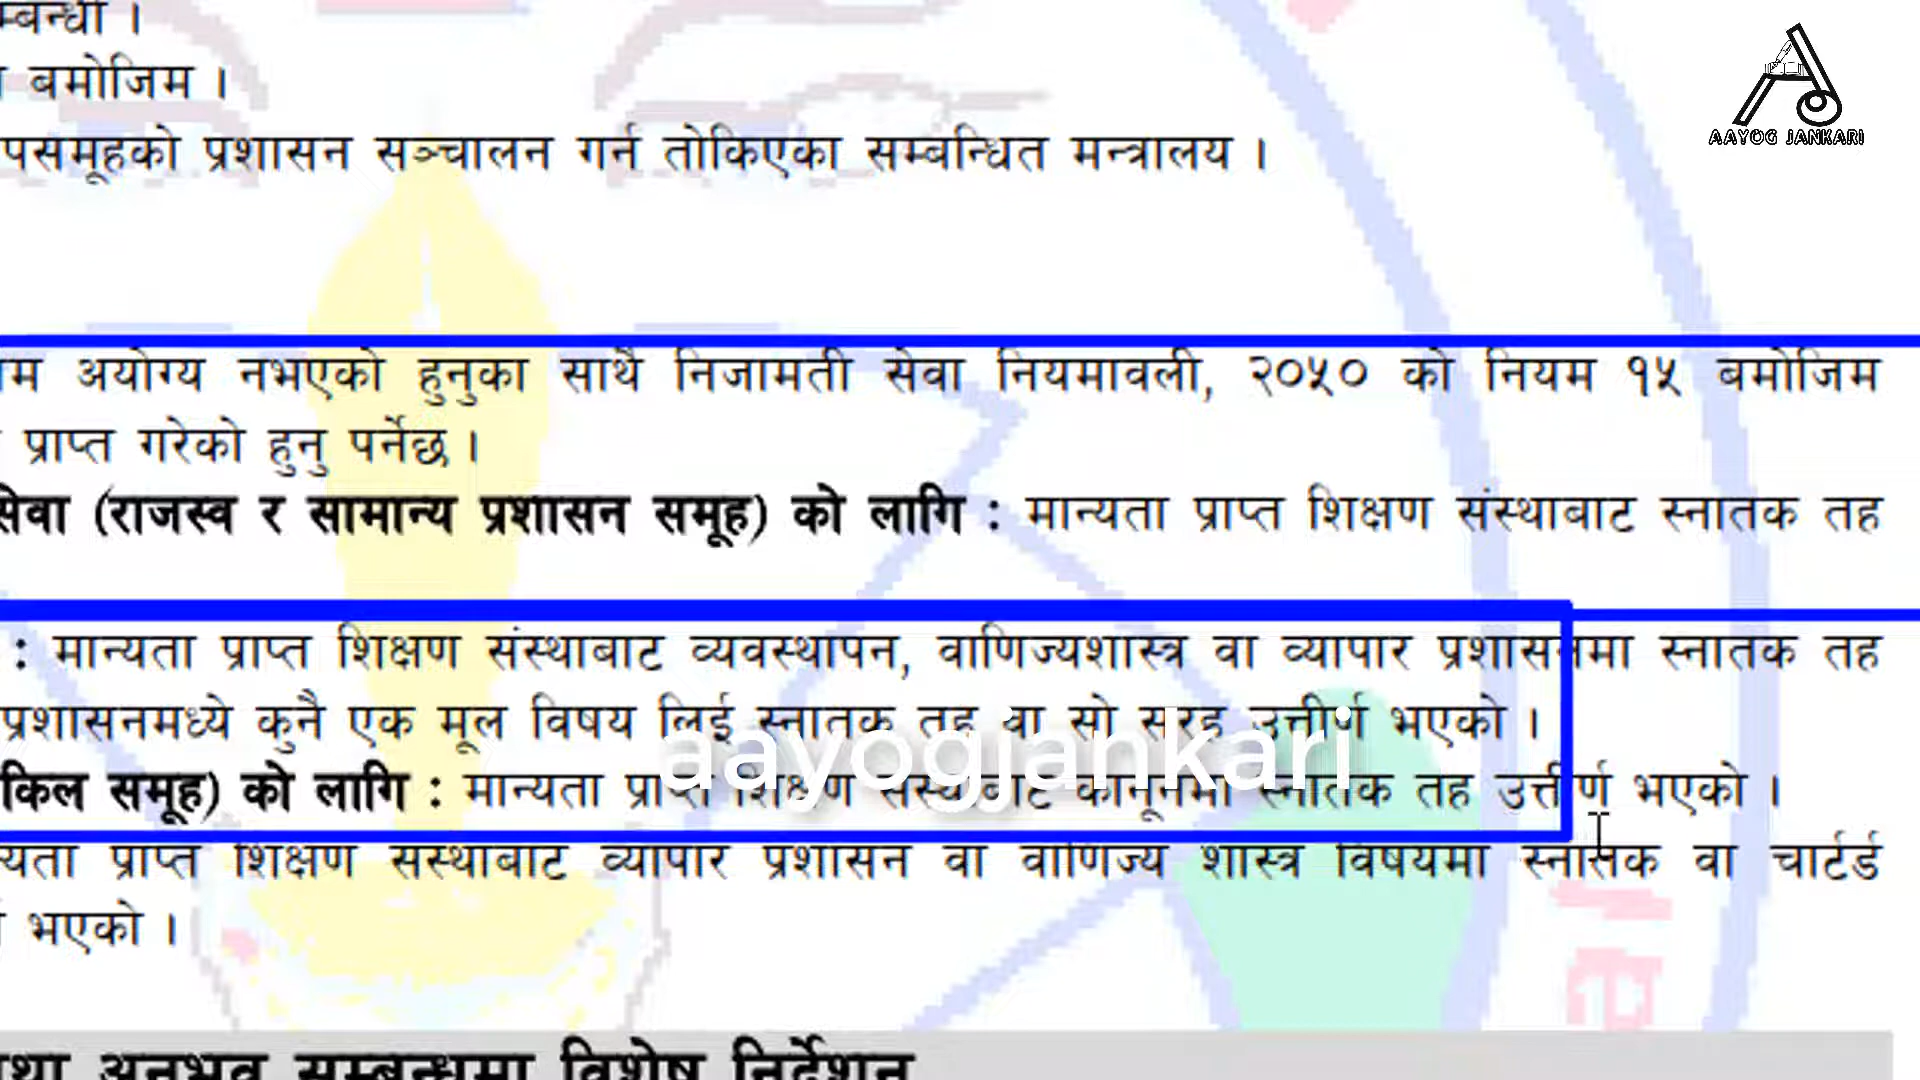 म्बन्धी ।
बमोजिम ।
AAYOG JANKARI
पसमूहको प्रशासन सञ्चालन गर्न तोकिएका सम्बन्धित मन्त्रालय ।
अयोग्य नभएको हुनुका साथै निजामती सेवा नियमावली, २०५० को नियम १५ बमोजिम
प्राप्त गरेको हुनु पर्नेछ ।
सेवा (राजस्व र सामान्य प्रशासन समूह) को लागि : मान्यता प्राप्त शिक्षण संस्थाबाट स्नातक तह
: मान्यता प्राप्त शिक्षण संस्थाबाट व्यवस्थापन, वाणिज्यशास्त्र वा व्यापार प्रशासनमा स्नातक तह
प्रशासनमध्ये कुनै एक मूल विषय लिई स्नातक तह वा सो सरह उत्तीर्ण भएको ।
aayogjankari
किल समूह) को लागि : मान्यता प्राप्त शिक्षण संस्थाबाट कानूनमा स्नातक तह उत्तीर्ण भएको ।
यता प्राप्त शिक्षण संस्थाबाट व्यापार प्रशासन वा वाणिज्य शास्त्र विषयमा स्नातक वा चार्टर्ड
भएको ।
था अनुभव सम्बन्धमा विशेष निर्देशन